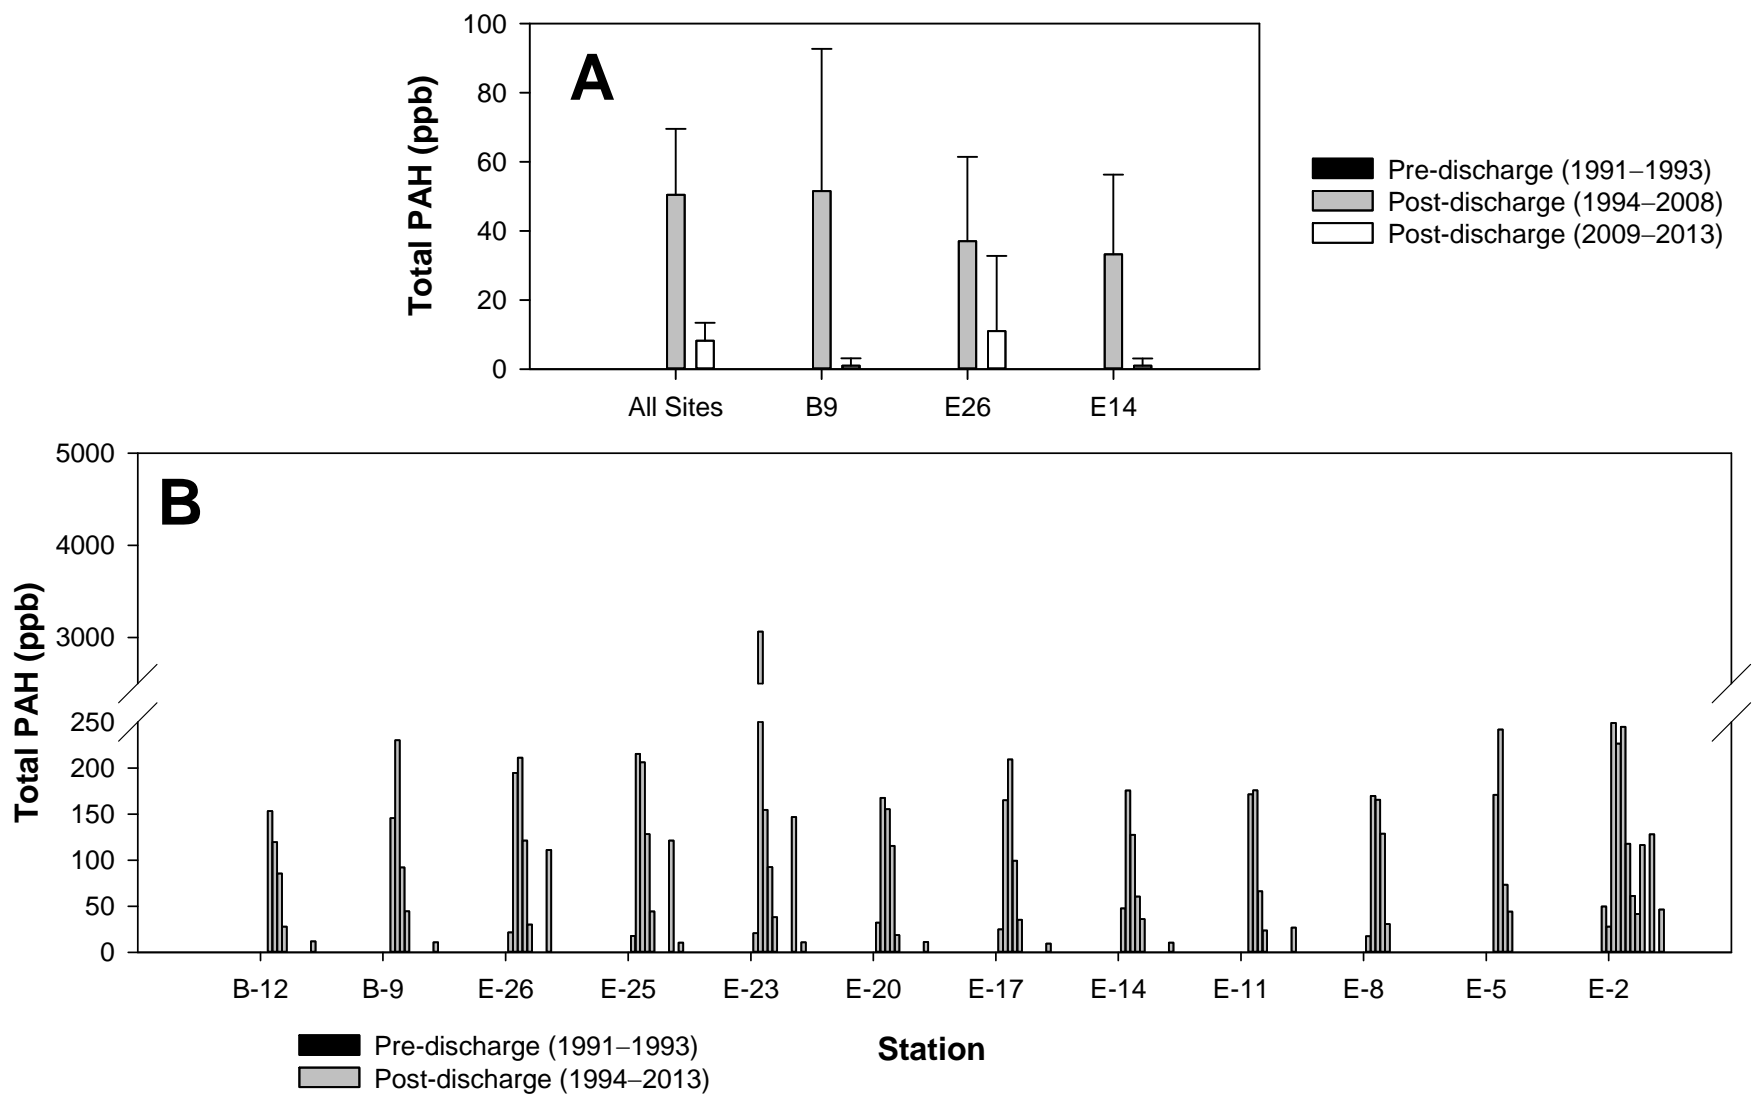 A
Total PAH (ppb)
100
80
60
40
20
0
All Sites B9 E26 E14
Pre-discharge (1991–1993)
Post-discharge (1994–2008)
Post-discharge (2009–2013)
B
Total PAH (ppb)
5000
4000
3000
250
200
150
100
50
0
B-12 B-9 E-26 E-25 E-23 E-20 E-17 E-14 E-11 E-8 E-5 E-2
Station
Pre-discharge (1991–1993)
Post-discharge (1994–2013)